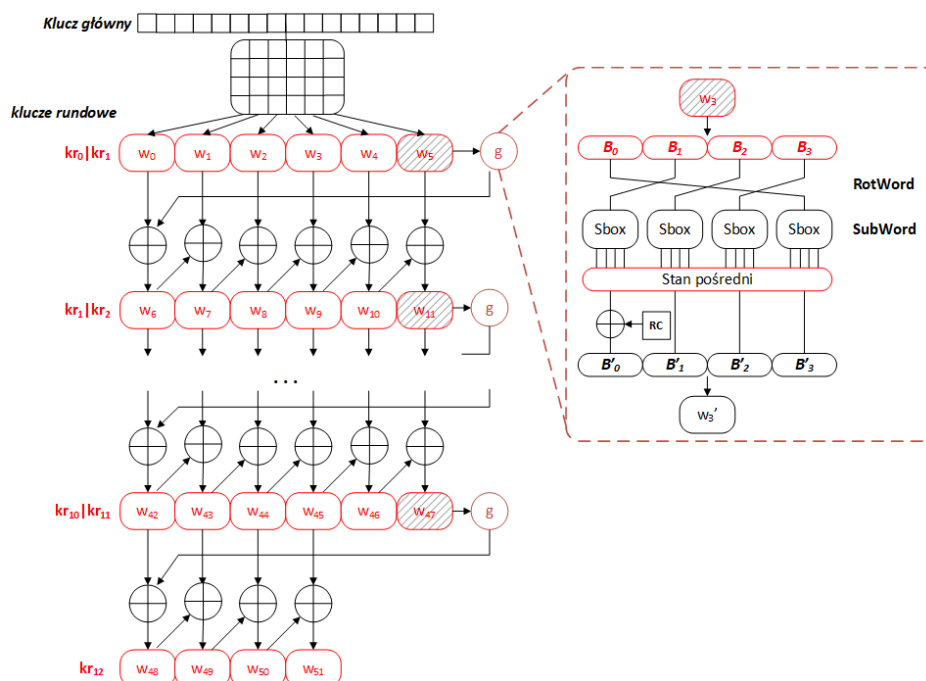 Klucz główny
klucze rundowe
kr₀|kr₁ w₀ w₁ w₂ w₃ w₄ w₅ g
kr₁|kr₂ w₆ w₇ w₈ w₉ w₁₀ w₁₁ g
. . .
kr₁₀|kr₁₁ w₄₂ w₄₃ w₄₄ w₄₅ w₄₆ w₄₇ g
kr₁₂ w₄₈ w₄₉ w₅₀ w₅₁
w₃
B₀ B₁ B₂ B₃
RotWord
Sbox Sbox Sbox Sbox SubWord
Stan pośredni
RC
B'₀ B'₁ B'₂ B'₃
w₃'